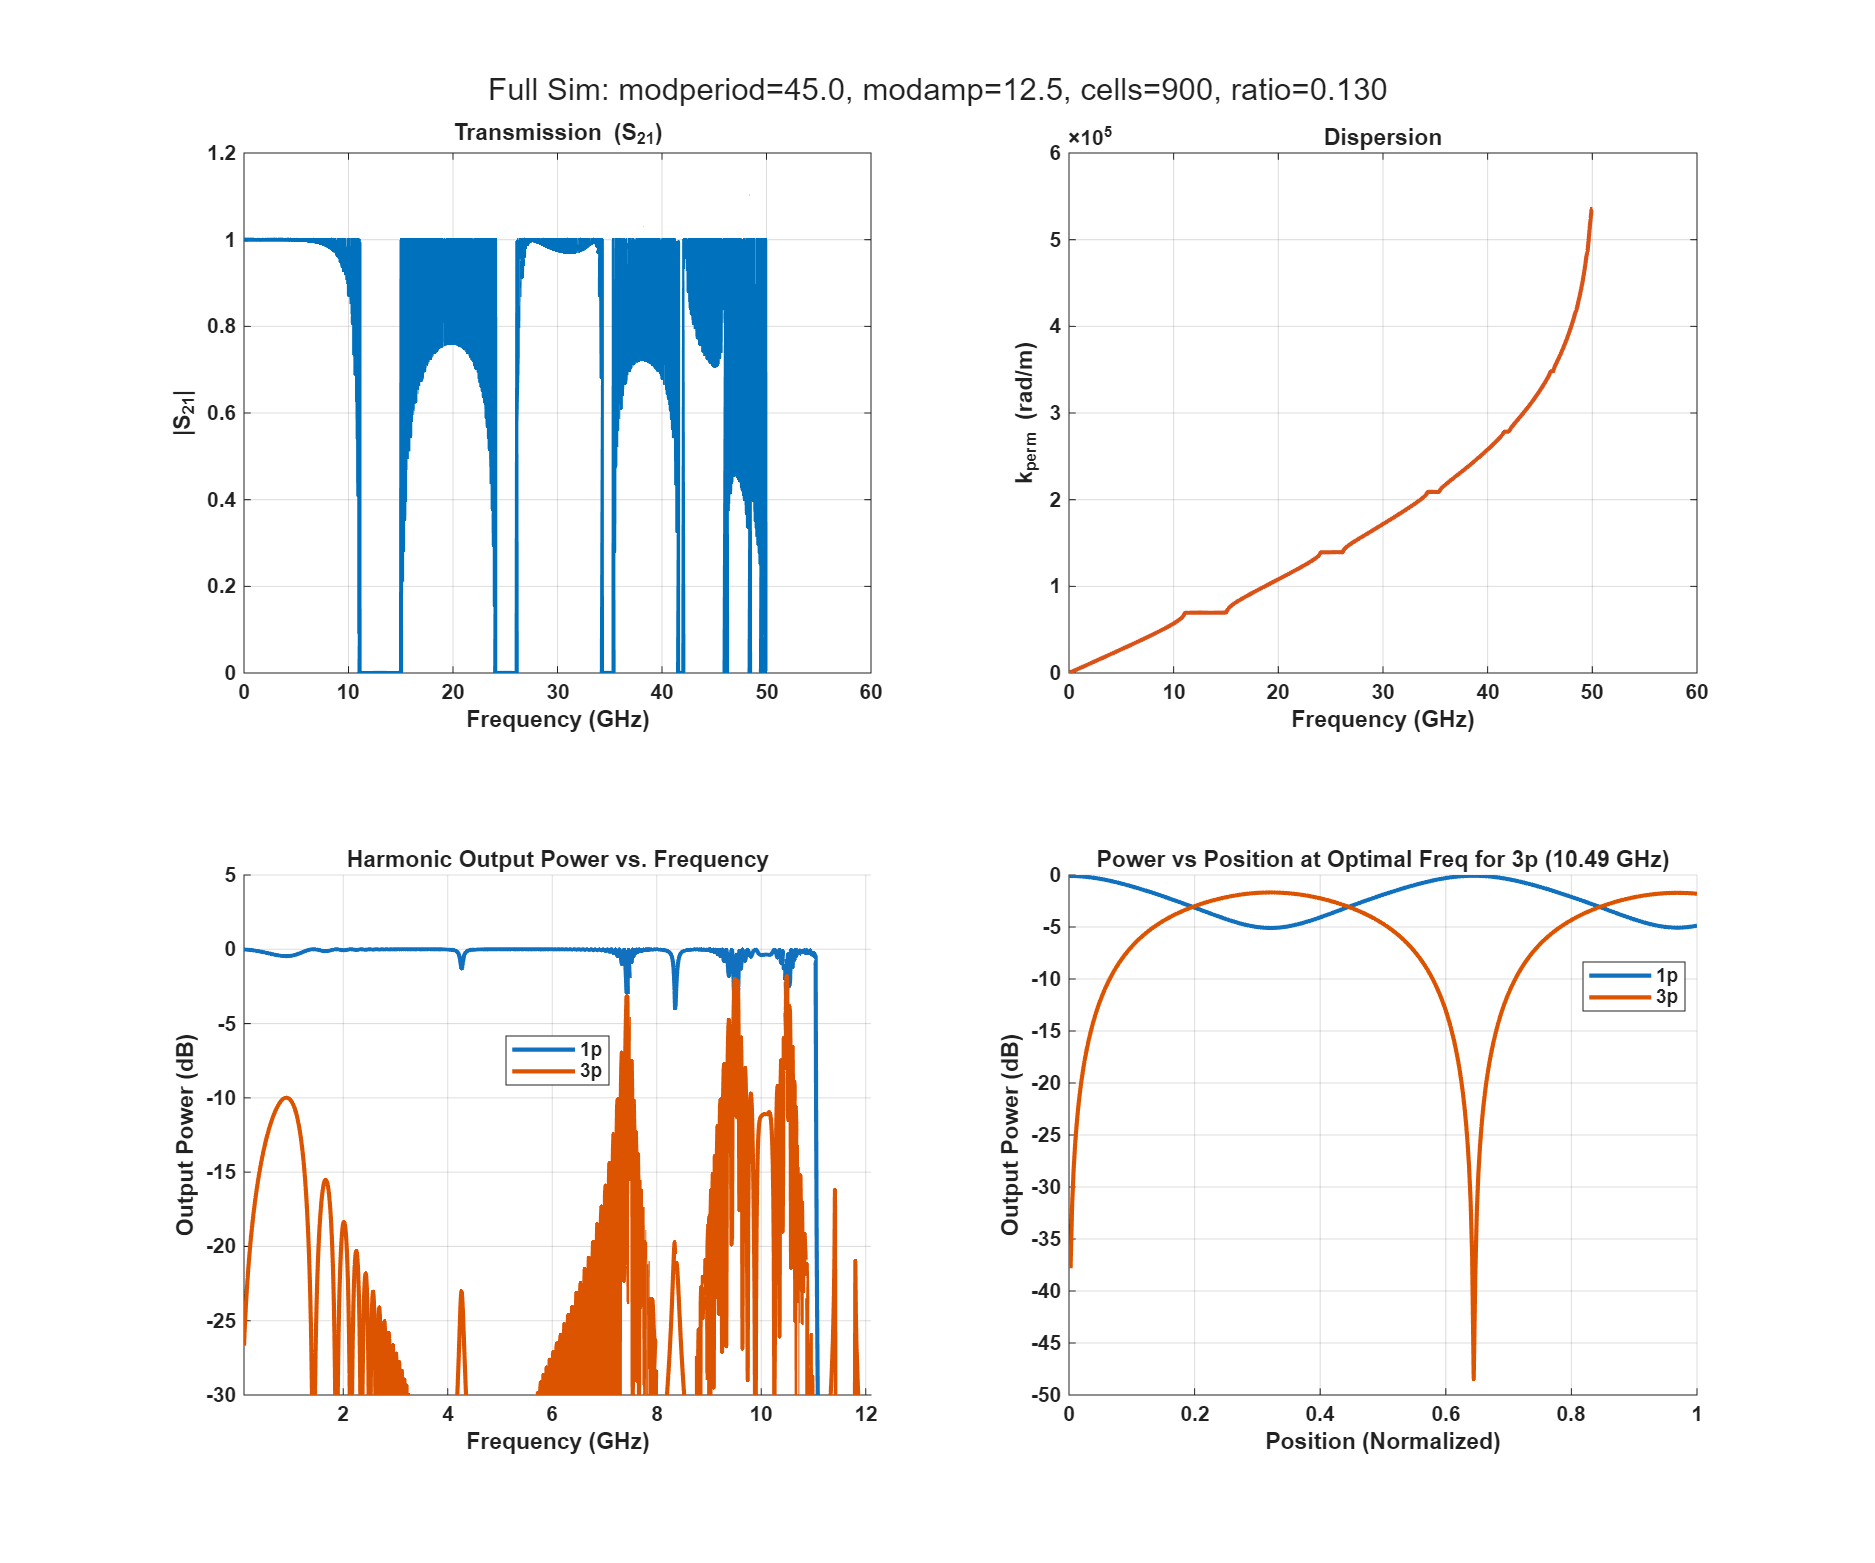 Full Sim: modperiod=45.0, modamp=12.5, cells=900, ratio=0.130
Transmission (S21)
1.2
1
0.8
0.6
0.4
0.2
0
|S21|
0 10 20 30 40 50 60
Frequency (GHz)
×10^5
Dispersion
6
5
4
3
2
1
0
kperm (rad/m)
0 10 20 30 40 50 60
Frequency (GHz)
Harmonic Output Power vs. Frequency
5
0
-5
-10
-15
-20
-25
-30
Output Power (dB)
1p
3p
2 4 6 8 10 12
Frequency (GHz)
Power vs Position at Optimal Freq for 3p (10.49 GHz)
0
-5
-10
-15
-20
-25
-30
-35
-40
-45
-50
Output Power (dB)
1p
3p
0 0.2 0.4 0.6 0.8 1
Position (Normalized)